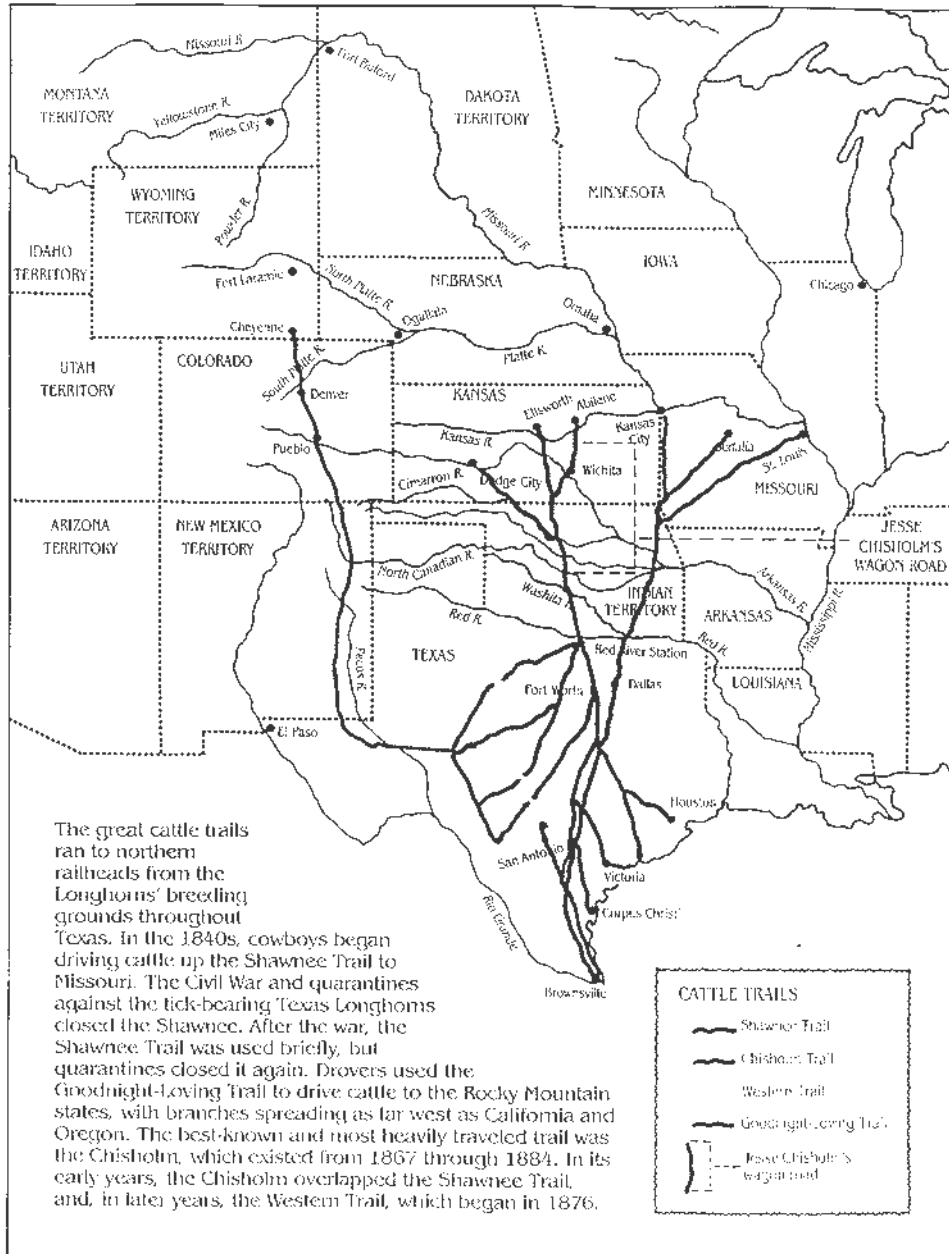 Missouri R.
Fort Buford
MONTANA
TERRITORY
DAKOTA
TERRITORY
Yellowstone R.
Miles City
WYOMING
TERRITORY
Powder R.
MINNESOTA
IDAHO
TERRITORY
Missouri R.
IOWA
Fort Laramie
North Platte R.
NEBRASKA
Chicago
Ogallala
Omaha
Cheyenne
Platte R.
UTAH
TERRITORY
COLORADO
South Platte R.
Denver
KANSAS
Ellsworth
Abilene
Kansas
City
Sedalia
St. Louis
Kansas R.
Pueblo
Cimarron R.
Dodge City
Wichita
MISSOURI
ARIZONA
TERRITORY
NEW MEXICO
TERRITORY
JESSE
CHISHOLM'S
WAGON ROAD
North Canadian R.
Washita R.
INDIAN
TERRITORY
Arkansas R.
ARKANSAS
Mississippi R.
Red R.
TEXAS
Red River Station
Red R.
Pecos R.
Fort Worth
Dallas
LOUISIANA
El Paso
Houston
San Antonio
Victoria
Corpus Christi
Rio Grande
Brownsville
The great cattle trails
ran to northern
railheads from the
Longhorns' breeding
grounds throughout
Texas. In the 1840s, cowboys began
driving cattle up the Shawnee Trail to
Missouri. The Civil War and quarantines
against the tick-bearing Texas Longhorns
closed the Shawnee. After the war, the
Shawnee Trail was used briefly, but
quarantines closed it again. Drovers used the
Goodnight-Loving Trail to drive cattle to the Rocky Mountain
states, with branches spreading as far west as California and
Oregon. The best-known and most heavily traveled trail was
the Chisholm, which existed from 1867 through 1884. In its
early years, the Chisholm overlapped the Shawnee Trail,
and, in later years, the Western Trail, which began in 1876.
CATTLE TRAILS
Shawnee Trail
Chisholm Trail
Western Trail
Goodnight-Loving Trail
Jesse Chisholm's
wagon road